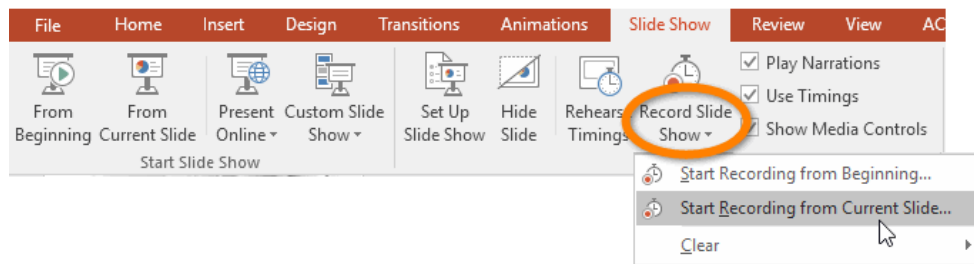 File Home Insert Design Transitions Animations Slide Show Review View AC
From Beginning
From Current Slide
Present Online
Custom Slide Show
Set Up Slide Show
Hide Slide
Rehearse Timings
Record Slide Show
Play Narrations
Use Timings
Show Media Controls
Start Slide Show
Start Recording from Beginning...
Start Recording from Current Slide...
Clear